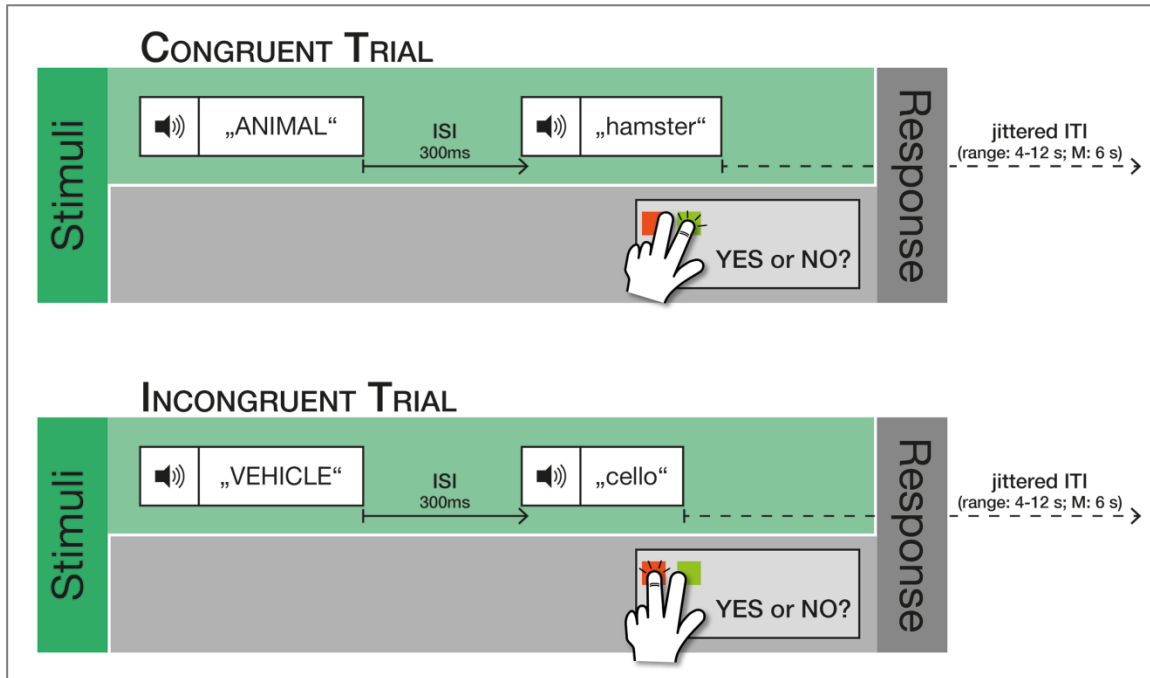 CONGRUENT TRIAL
Stimuli
„ANIMAL“
ISI
300ms
„hamster“
YES or NO?
Response
jittered ITI
(range: 4-12 s; M: 6 s)
INCONGRUENT TRIAL
Stimuli
„VEHICLE“
ISI
300ms
„cello“
YES or NO?
Response
jittered ITI
(range: 4-12 s; M: 6 s)